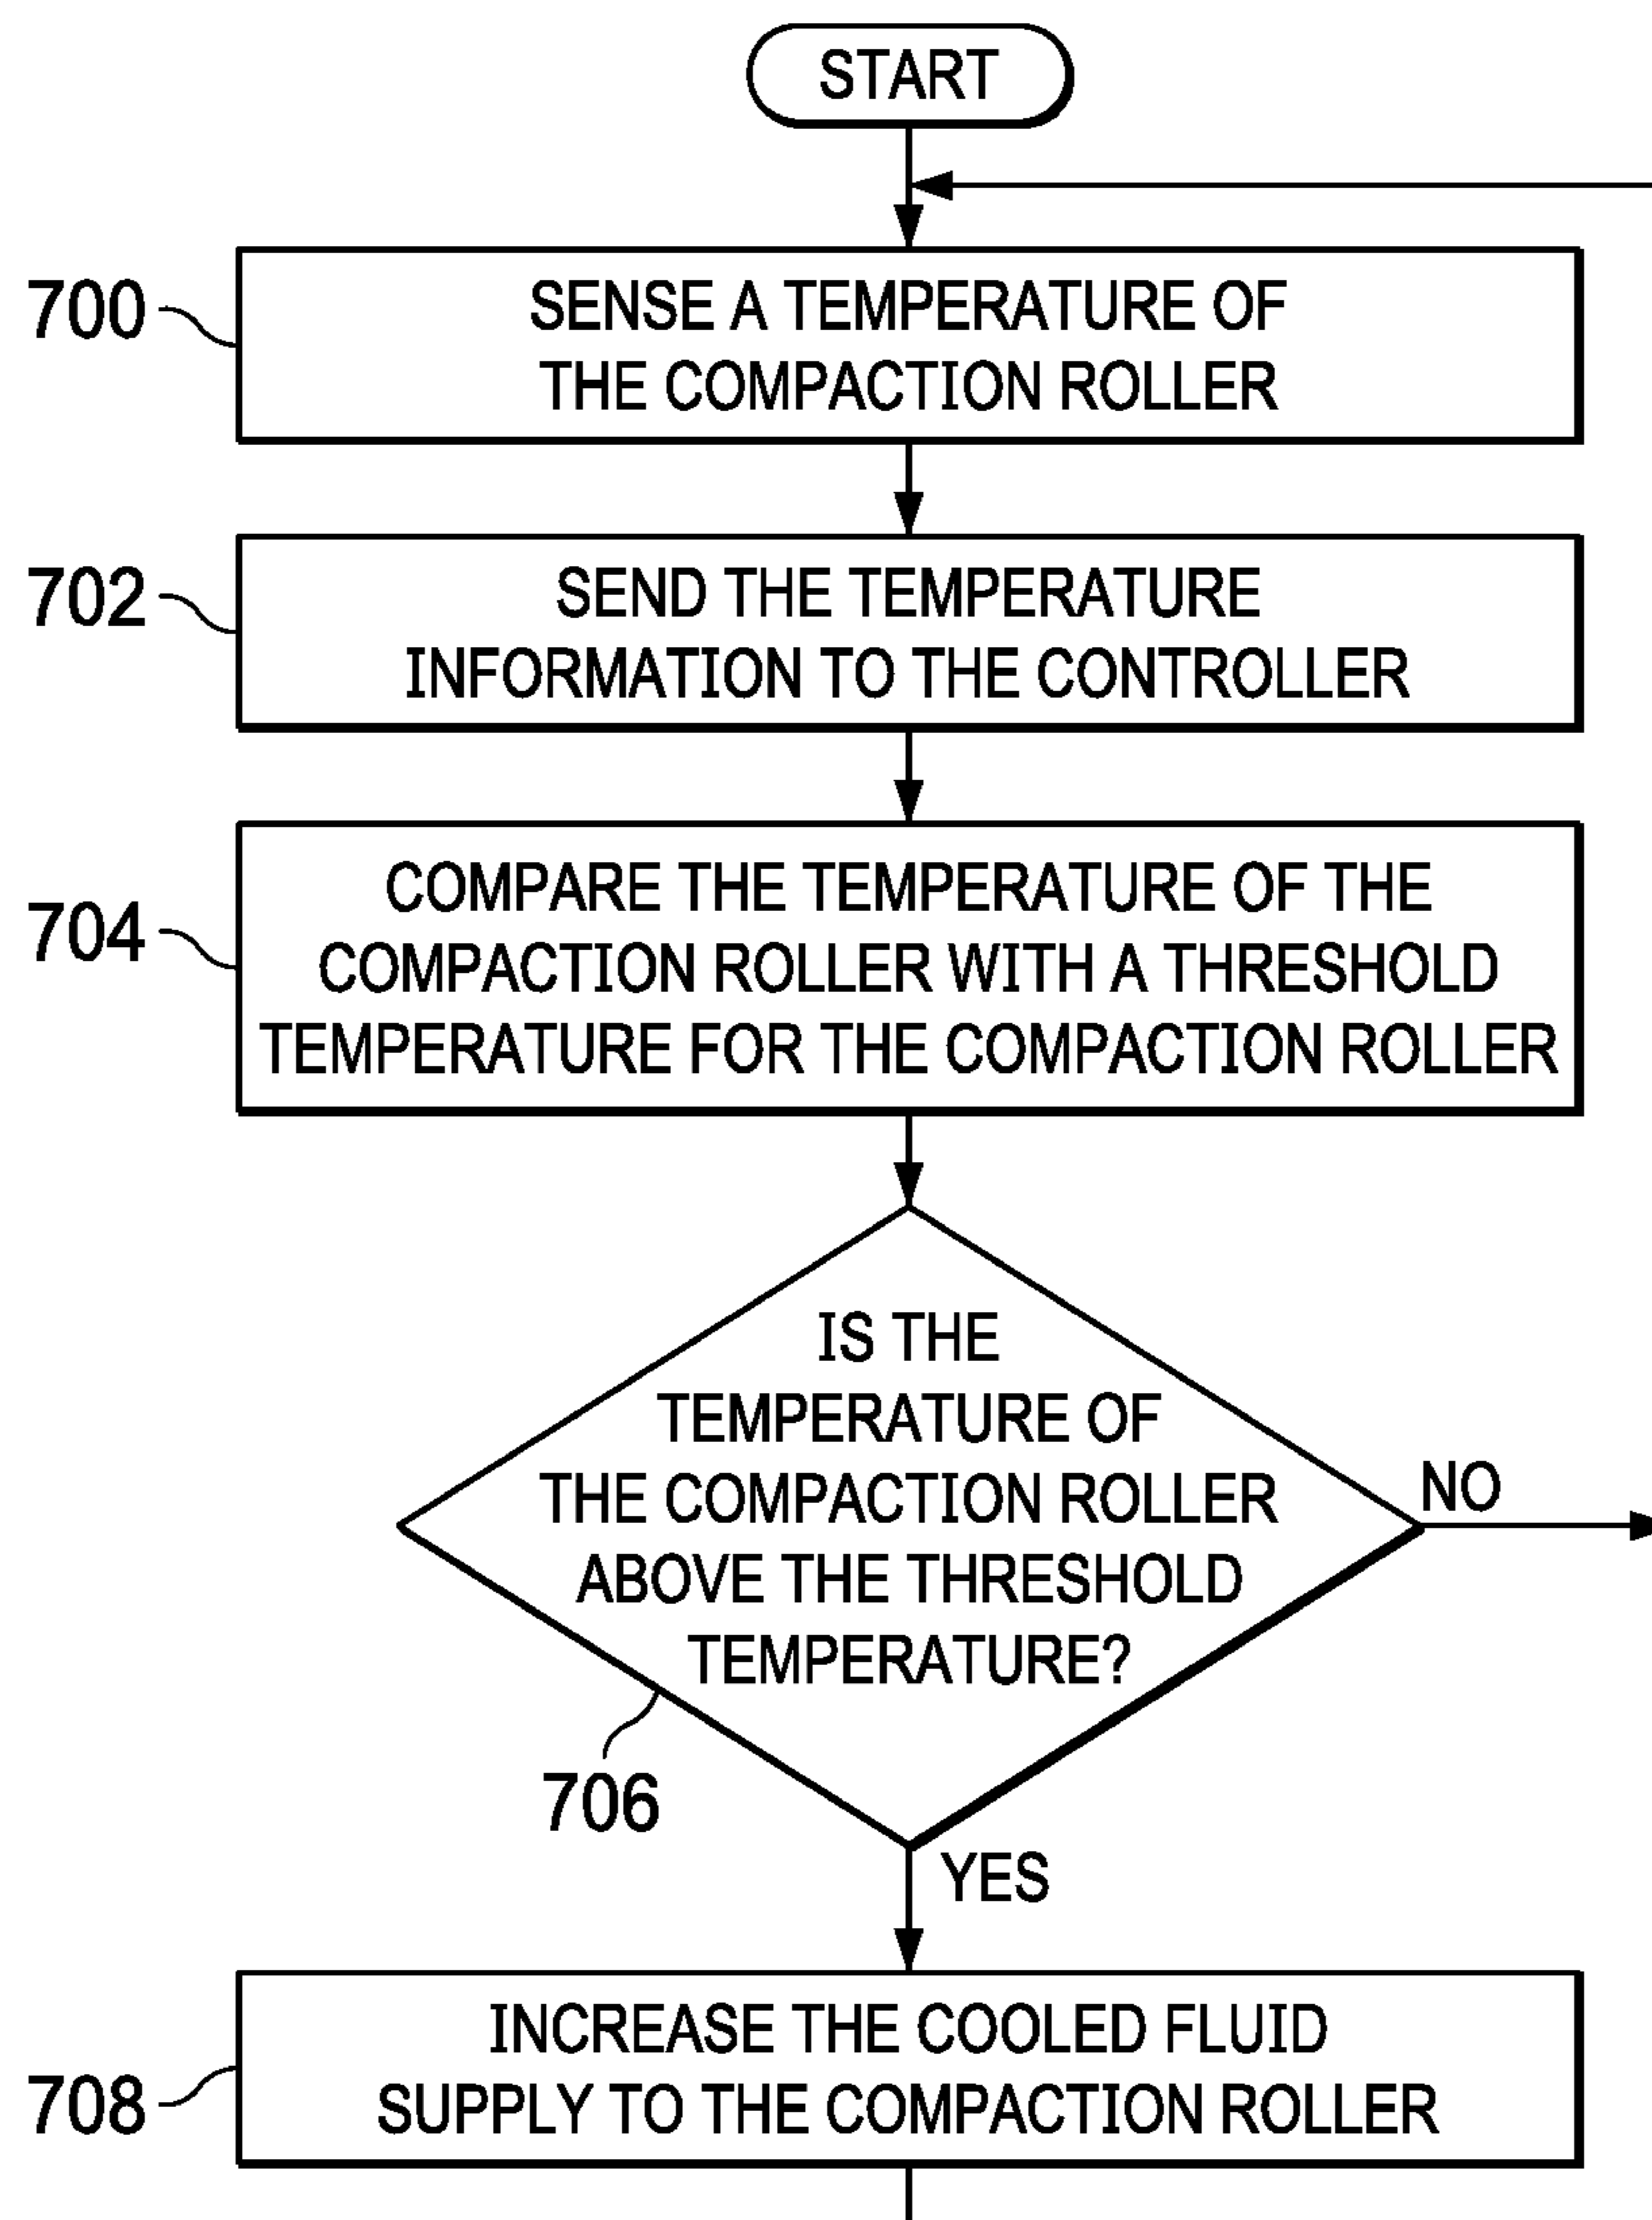 START
700
SENSE A TEMPERATURE OF
THE COMPACTION ROLLER
702
SEND THE TEMPERATURE
INFORMATION TO THE CONTROLLER
704
COMPARE THE TEMPERATURE OF THE
COMPACTION ROLLER WITH A THRESHOLD
TEMPERATURE FOR THE COMPACTION ROLLER
IS THE
TEMPERATURE OF
THE COMPACTION ROLLER
ABOVE THE THRESHOLD
TEMPERATURE?
NO
706
YES
708
INCREASE THE COOLED FLUID
SUPPLY TO THE COMPACTION ROLLER